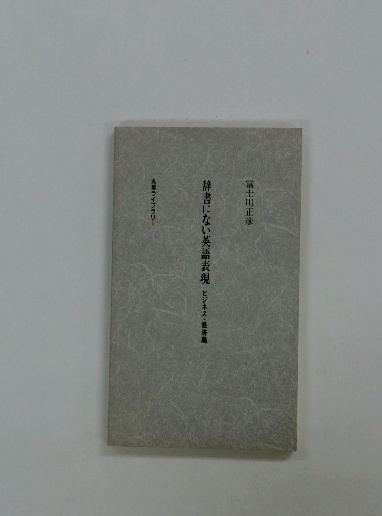 冨士川正彦
辞書にない英語表現 ビジネス・経済編
丸善ライブラリー